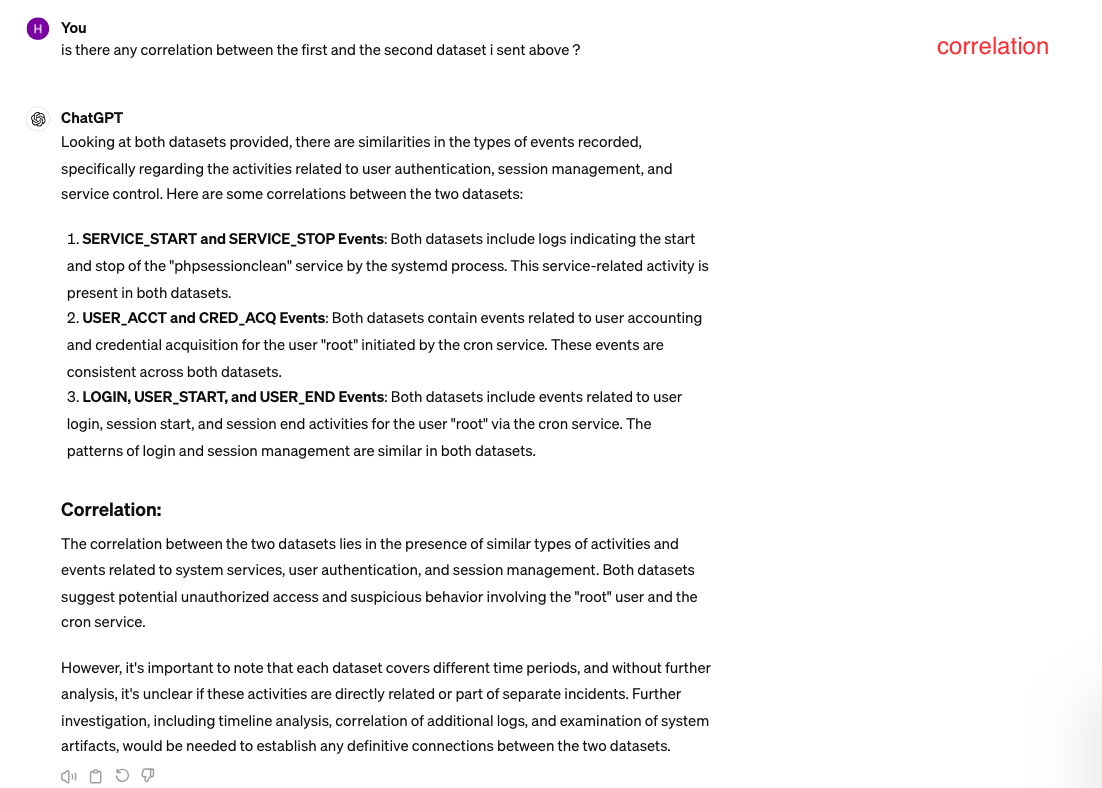 H
You
is there any correlation between the first and the second dataset i sent above ?
correlation
ChatGPT
Looking at both datasets provided, there are similarities in the types of events recorded,
specifically regarding the activities related to user authentication, session management, and
service control. Here are some correlations between the two datasets:
1. SERVICE_START and SERVICE_STOP Events: Both datasets include logs indicating the start
and stop of the "phpsessionclean" service by the systemd process. This service-related activity is
present in both datasets.
2. USER_ACCT and CRED_ACQ Events: Both datasets contain events related to user accounting
and credential acquisition for the user "root" initiated by the cron service. These events are
consistent across both datasets.
3. LOGIN, USER_START, and USER_END Events: Both datasets include events related to user
login, session start, and session end activities for the user "root" via the cron service. The
patterns of login and session management are similar in both datasets.
Correlation:
The correlation between the two datasets lies in the presence of similar types of activities and
events related to system services, user authentication, and session management. Both datasets
suggest potential unauthorized access and suspicious behavior involving the "root" user and the
cron service.
However, it's important to note that each dataset covers different time periods, and without further
analysis, it's unclear if these activities are directly related or part of separate incidents. Further
investigation, including timeline analysis, correlation of additional logs, and examination of system
artifacts, would be needed to establish any definitive connections between the two datasets.